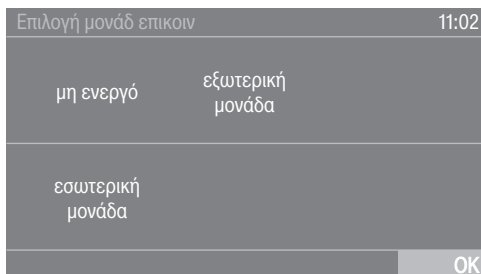 Επιλογή μονάδ επικοιν 11:02
μη ενεργό
εξωτερική
μονάδα
εσωτερική
μονάδα
OK